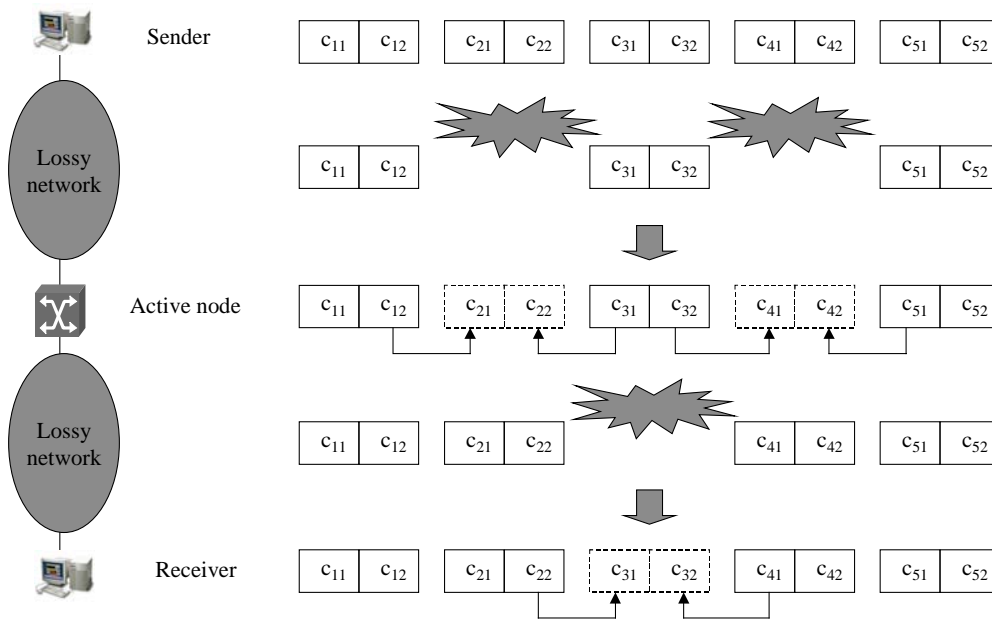 Sender c₁₁ c₁₂ c₂₁ c₂₂ c₃₁ c₃₂ c₄₁ c₄₂ c₅₁ c₅₂
Lossy
network
c₁₁ c₁₂ c₃₁ c₃₂ c₅₁ c₅₂
Active node c₁₁ c₁₂ c₂₁ c₂₂ c₃₁ c₃₂ c₄₁ c₄₂ c₅₁ c₅₂
Lossy
network
c₁₁ c₁₂ c₂₁ c₂₂ c₄₁ c₄₂ c₅₁ c₅₂
Receiver c₁₁ c₁₂ c₂₁ c₂₂ c₃₁ c₃₂ c₄₁ c₄₂ c₅₁ c₅₂